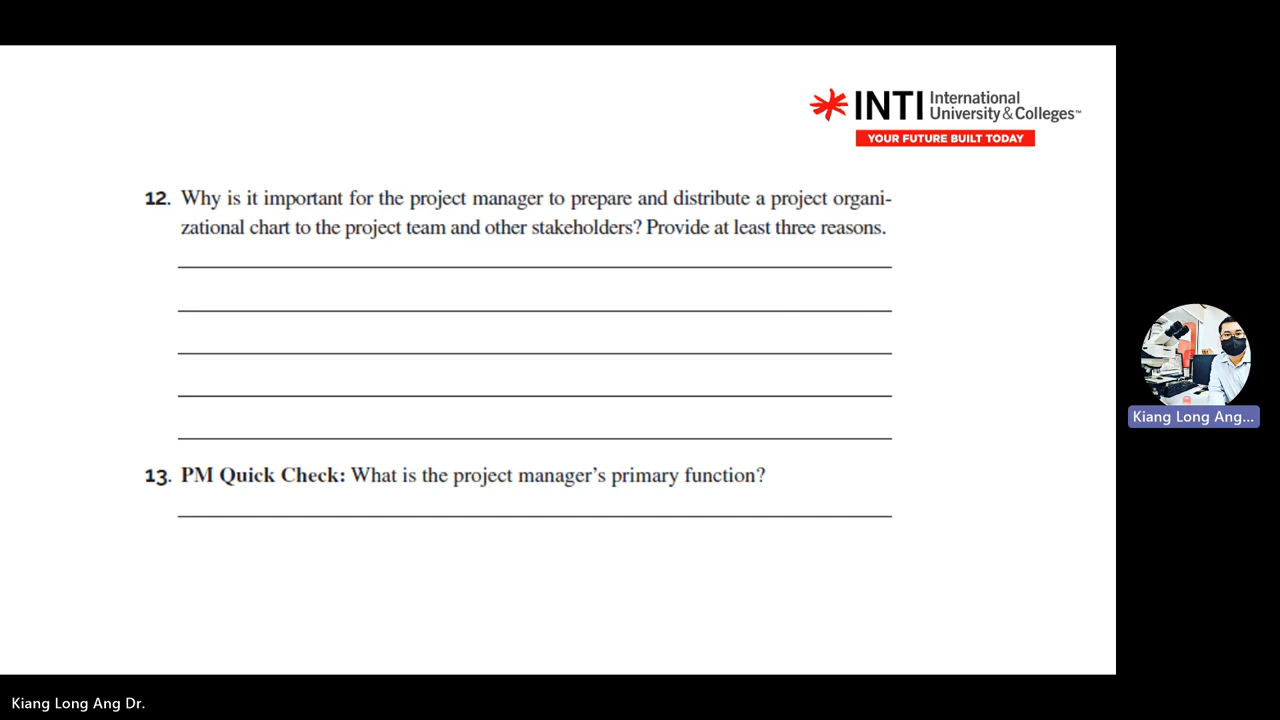 INTI International
University & Colleges™
YOUR FUTURE BUILT TODAY
12. Why is it important for the project manager to prepare and distribute a project organi-
zational chart to the project team and other stakeholders? Provide at least three reasons.
13. PM Quick Check: What is the project manager’s primary function?
Kiang Long Ang...
Kiang Long Ang Dr.